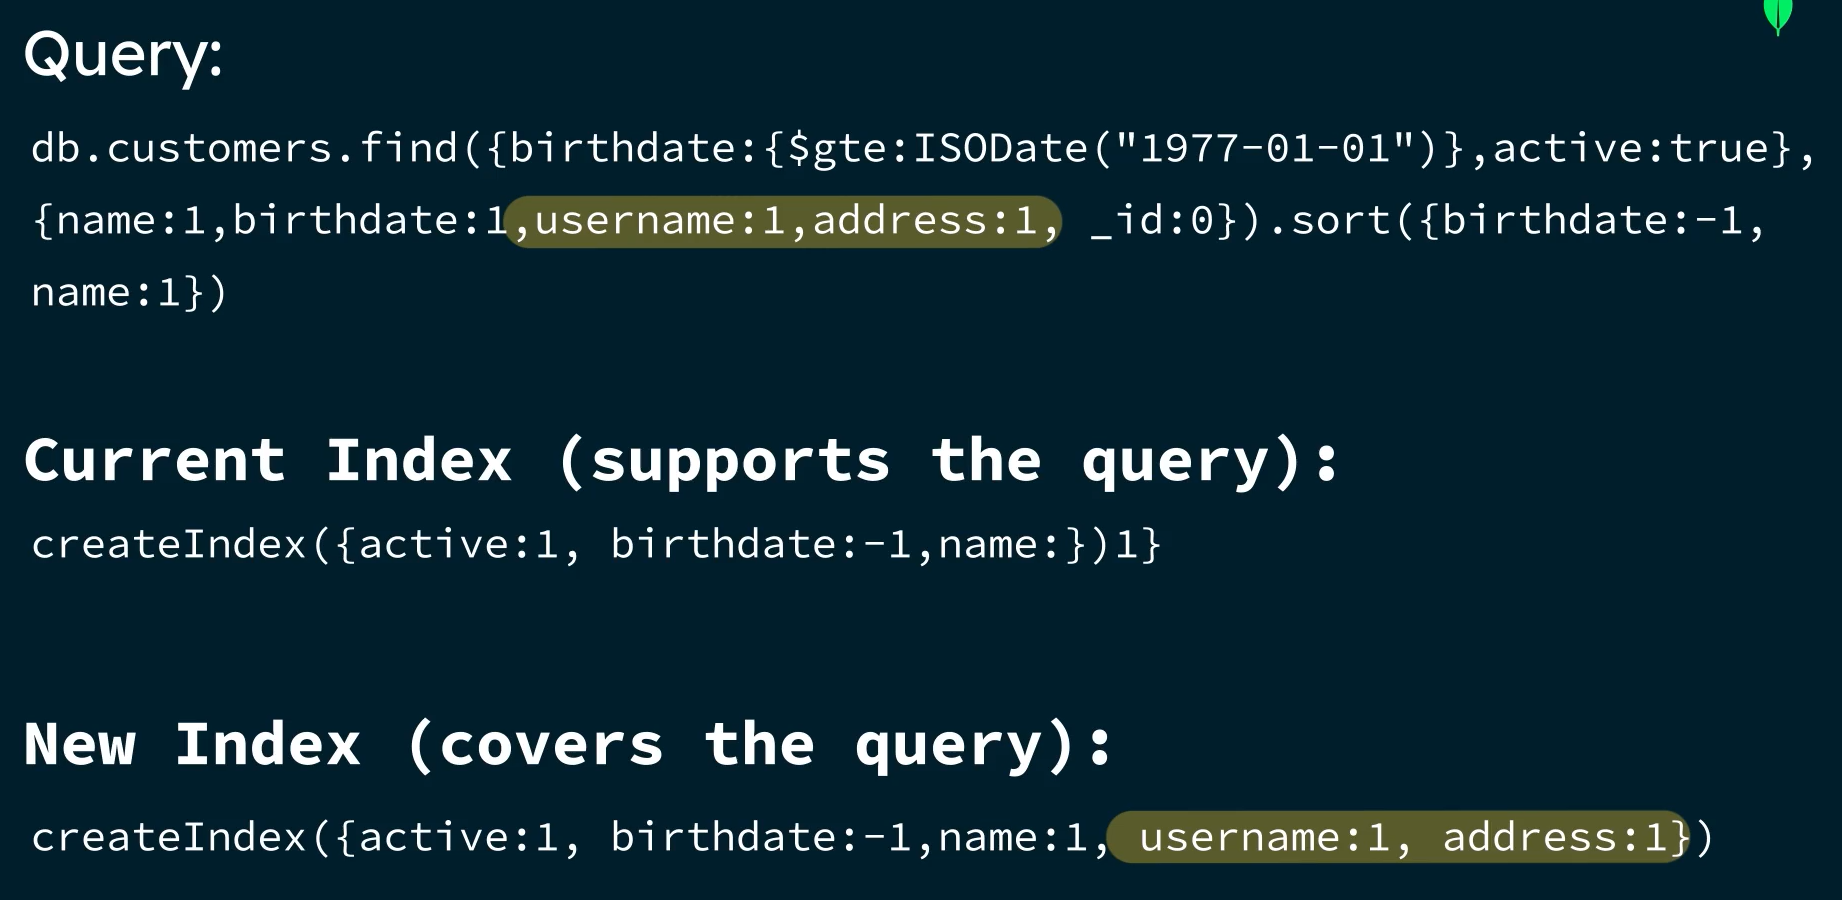 Query:
db.customers.find({birthdate:{$gte:ISODate("1977-01-01")},active:true},
{name:1,birthdate:1,username:1,address:1, _id:0}).sort({birthdate:-1,
name:1})
Current Index (supports the query):
createIndex({active:1, birthdate:-1,name:})1}
New Index (covers the query):
createIndex({active:1, birthdate:-1,name:1, username:1, address:1})